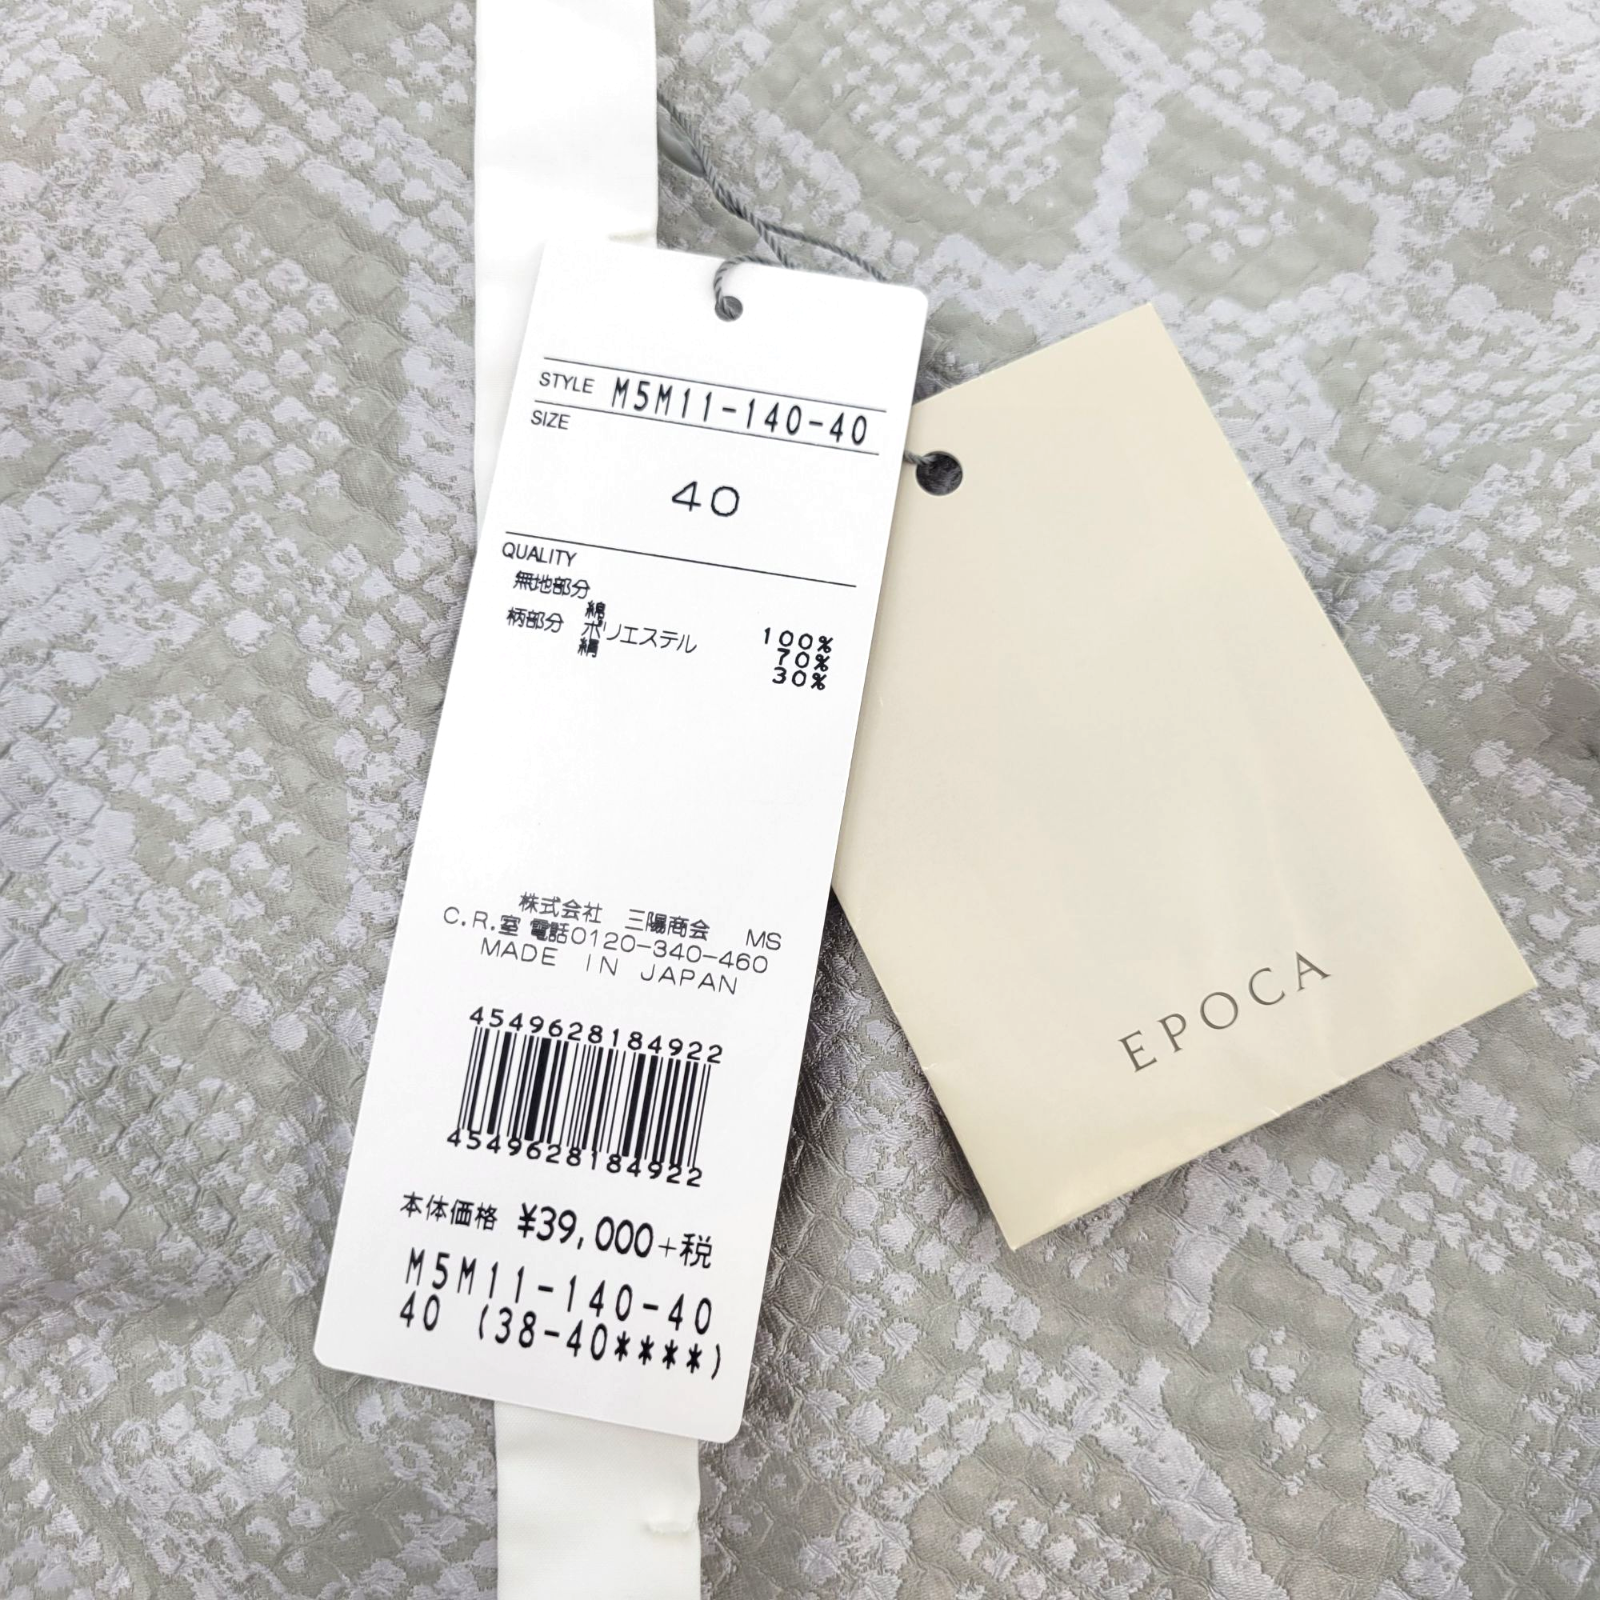 STYLE M5M11-140-40
SIZE
40
QUALITY
無地部分
綿 100%
柄部分 ポリエステル 70%
絹 30%
株式会社 三陽商会 MS
C.R.室 電話0120-340-460
MADE IN JAPAN
4549628184922
4549628184922
本体価格 ¥39,000+税
M5M11-140-40
40 (38-40****)
EPOCA